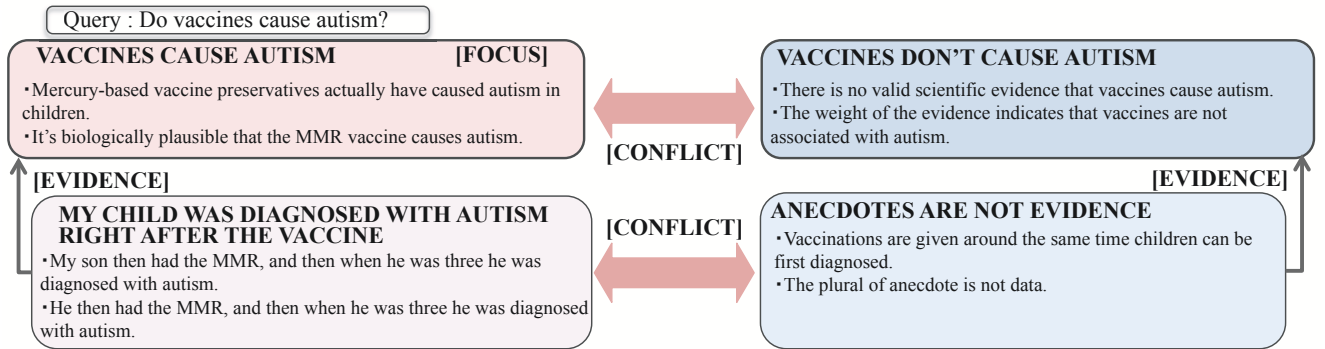 Query : Do vaccines cause autism?
VACCINES CAUSE AUTISM [FOCUS]
・Mercury-based vaccine preservatives actually have caused autism in
children.
・It's biologically plausible that the MMR vaccine causes autism.
[CONFLICT]
VACCINES DON'T CAUSE AUTISM
・There is no valid scientific evidence that vaccines cause autism.
・The weight of the evidence indicates that vaccines are not
associated with autism.
[EVIDENCE]
[EVIDENCE]
MY CHILD WAS DIAGNOSED WITH AUTISM
RIGHT AFTER THE VACCINE
・My son then had the MMR, and then when he was three he was
diagnosed with autism.
・He then had the MMR, and then when he was three he was diagnosed
with autism.
[CONFLICT]
ANECDOTES ARE NOT EVIDENCE
・Vaccinations are given around the same time children can be
first diagnosed.
・The plural of anecdote is not data.